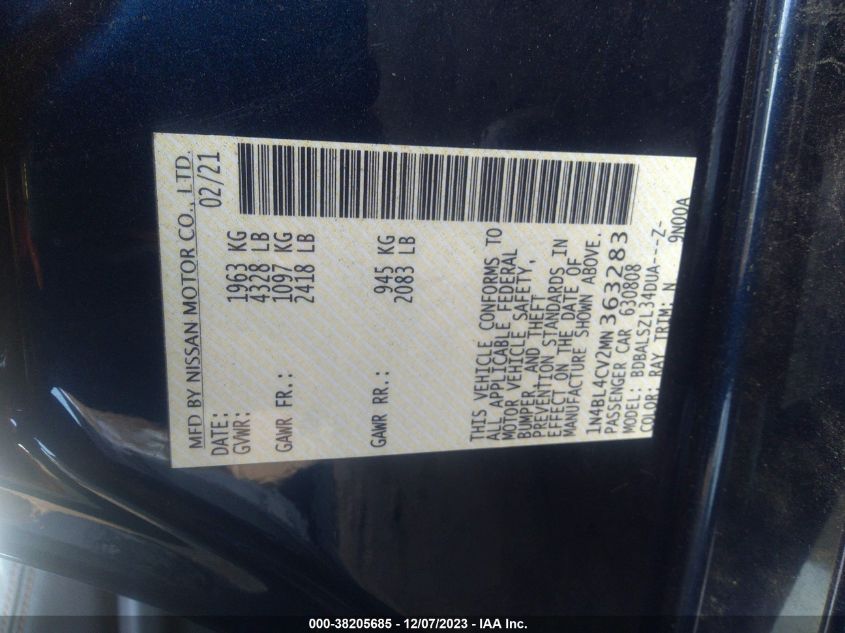 MFD BY NISSAN MOTOR CO., LTD.
DATE: 02/21
GVWR: 1963 KG
4328 LB
GAWR FR.: 1097 KG
2418 LB
GAWR RR.: 945 KG
2083 LB
THIS VEHICLE CONFORMS TO
ALL APPLICABLE FEDERAL
MOTOR VEHICLE SAFETY,
BUMPER, AND THEFT
PREVENTION STANDARDS IN
EFFECT ON THE DATE OF
MANUFACTURE SHOWN ABOVE.
1N4BL4CV2MN363283
PASSENGER CAR 630808
MODEL: BDBALSZL34DUA---Z-
COLOR: RAY TRIM: N 9N00A
000-38205685 - 12/07/2023 - IAA Inc.